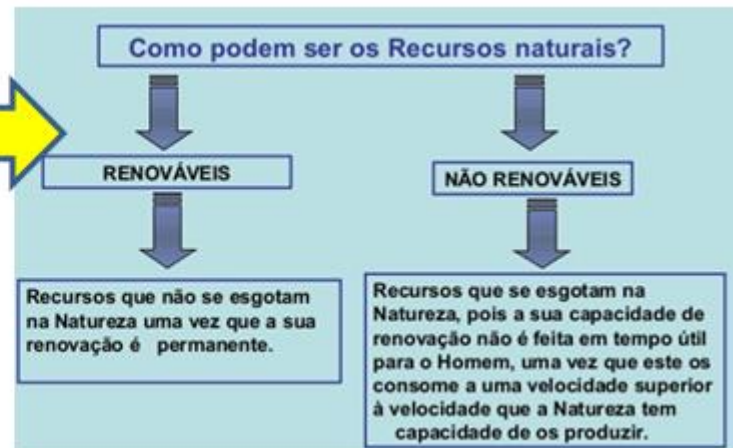 Como podem ser os Recursos naturais?
RENOVÁVEIS
NÃO RENOVÁVEIS
Recursos que não se esgotam
na Natureza uma vez que a sua
renovação é permanente.
Recursos que se esgotam na
Natureza, pois a sua capacidade de
renovação não é feita em tempo útil
para o Homem, uma vez que este os
consome a uma velocidade superior
à velocidade que a Natureza tem
capacidade de os produzir.